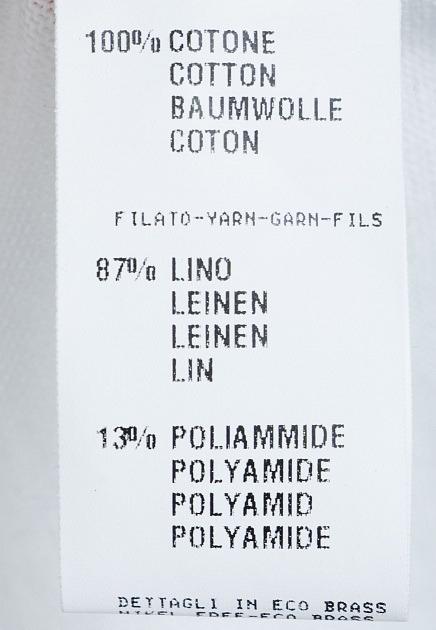 100% COTONE
COTTON
BAUMWOLLE
COTON
FILATO-YARN-GARN-FILS
87% LINO
LEINEN
LEINEN
LIN
13% POLIAMMIDE
POLYAMIDE
POLYAMID
POLYAMIDE
DETTAGLI IN ECO BRASS